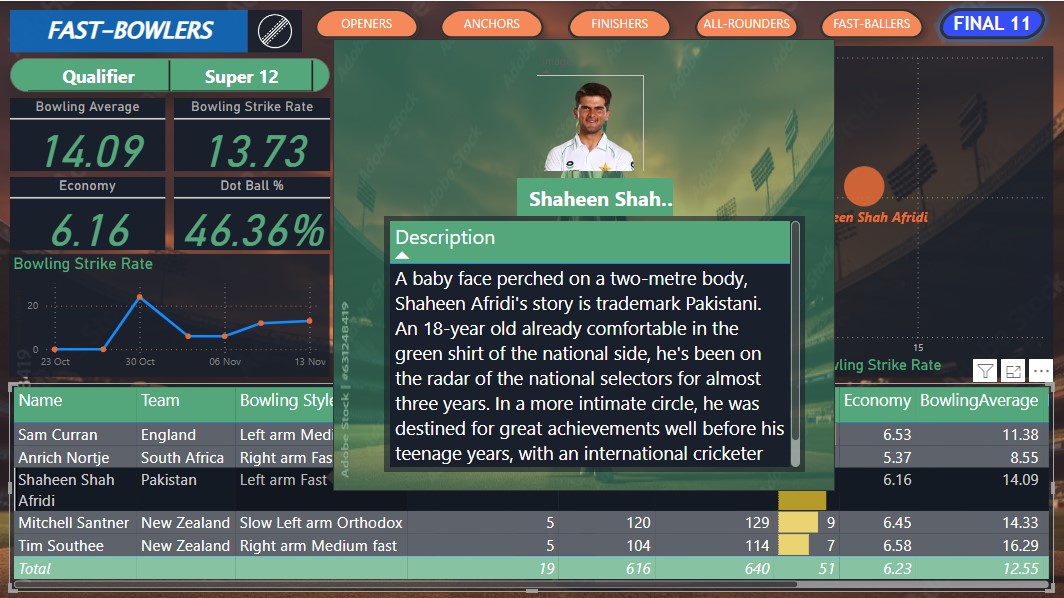 FAST-BOWLERS
OPENERS
ANCHORS
FINISHERS
ALL-ROUNDERS
FAST-BALLERS
FINAL 11
Qualifier
Super 12
Bowling Average
Bowling Strike Rate
14.09
13.73
Economy
Dot Ball %
6.16
46.36%
Bowling Strike Rate
20
0
23 Oct
30 Oct
06 Nov
13 Nov
Shaheen Shah..
Description
A baby face perched on a two-metre body,
Shaheen Afridi's story is trademark Pakistani.
An 18-year old already comfortable in the
green shirt of the national side, he's been on
the radar of the national selectors for almost
three years. In a more intimate circle, he was
destined for great achievements well before his
teenage years, with an international cricketer
Adobe Stock | #631248419
een Shah Afridi
15
wling Strike Rate
Name Team Bowling Style Economy BowlingAverage
Sam Curran England Left arm Medi 6.53 11.38
Anrich Nortje South Africa Right arm Fas 5.37 8.55
Shaheen Shah Pakistan Left arm Fast 6.16 14.09
Afridi
Mitchell Santner New Zealand Slow Left arm Orthodox 5 120 129 9 6.45 14.33
Tim Southee New Zealand Right arm Medium fast 5 104 114 7 6.58 16.29
Total 19 616 640 51 6.23 12.55